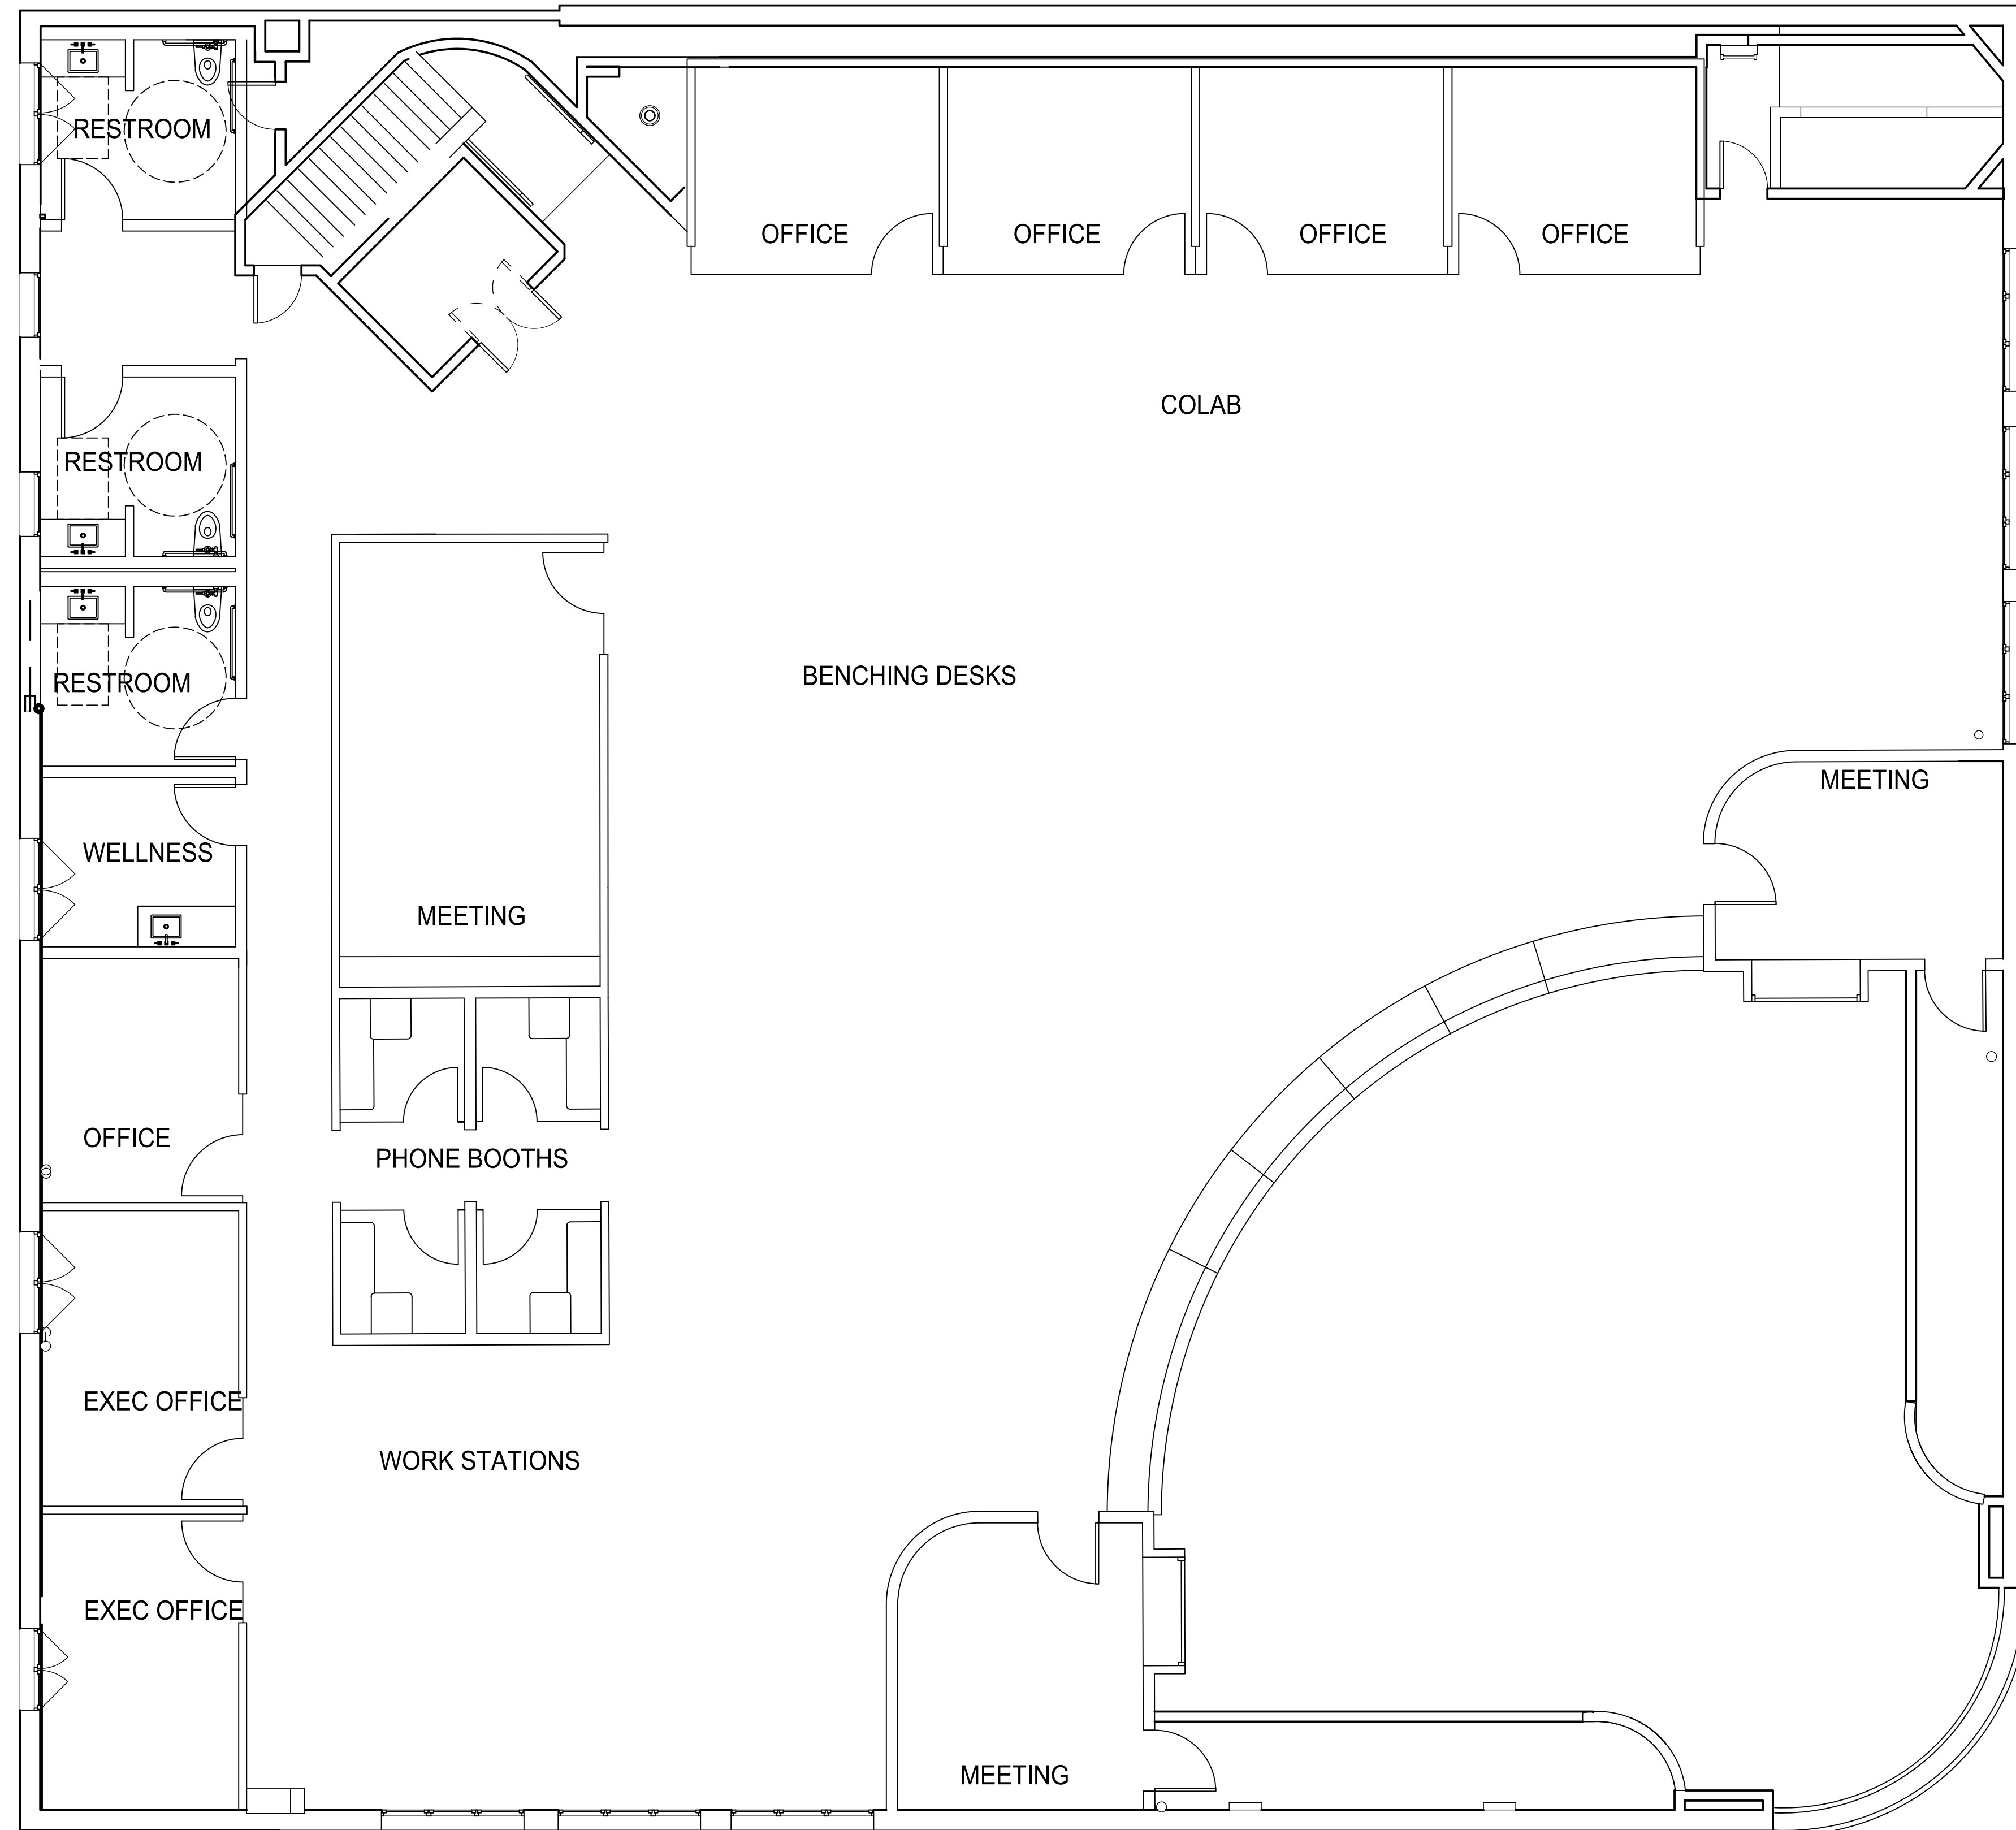 RESTROOM
OFFICE
OFFICE
OFFICE
OFFICE
COLAB
RESTROOM
BENCHING DESKS
RESTROOM
MEETING
WELLNESS
MEETING
OFFICE
PHONE BOOTHS
EXEC OFFICE
WORK STATIONS
EXEC OFFICE
MEETING